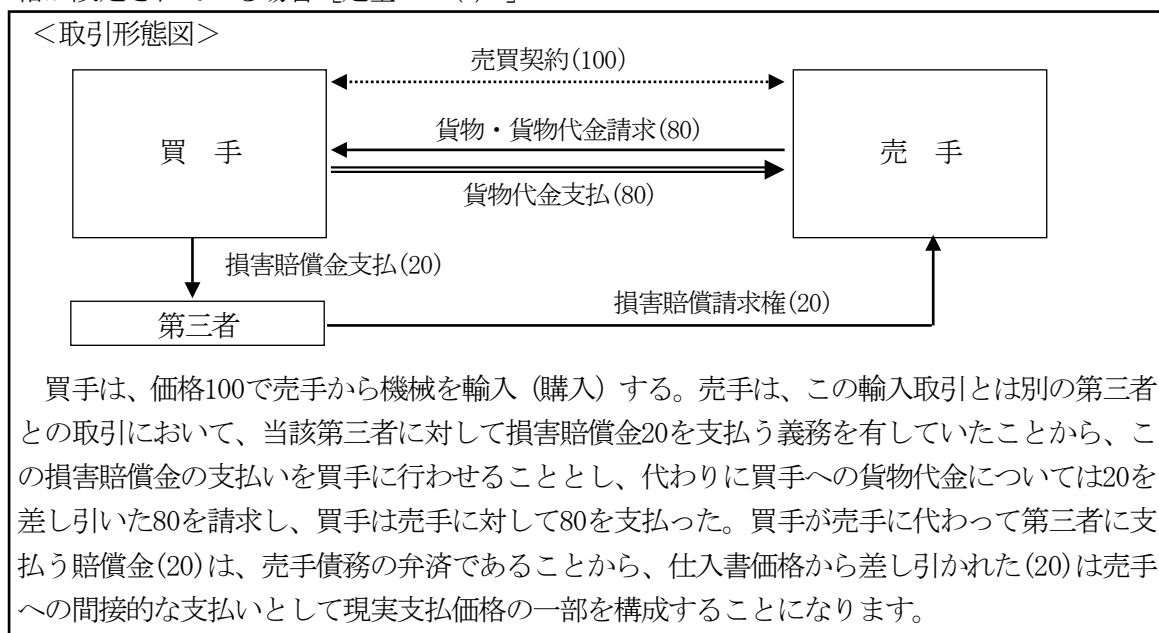 <取引形態図>
売買契約(100)
買 手
売 手
貨物・貨物代金請求(80)
貨物代金支払(80)
損害賠償金支払(20)
損害賠償請求権(20)
第三者
買手は、価格100で売手から機械を輸入（購入）する。売手は、この輸入取引とは別の第三者
との取引において、当該第三者に対して損害賠償金20を支払う義務を有していたことから、こ
の損害賠償金の支払いを買手に行わせることとし、代わりに買手への貨物代金については20を
差し引いた80を請求し、買手は売手に対して80を支払った。買手が売手に代わって第三者に支
払う賠償金(20)は、売手債務の弁済であることから、仕入書価格から差し引かれた(20)は売手
への間接的な支払いとして現実支払価格の一部を構成することになります。